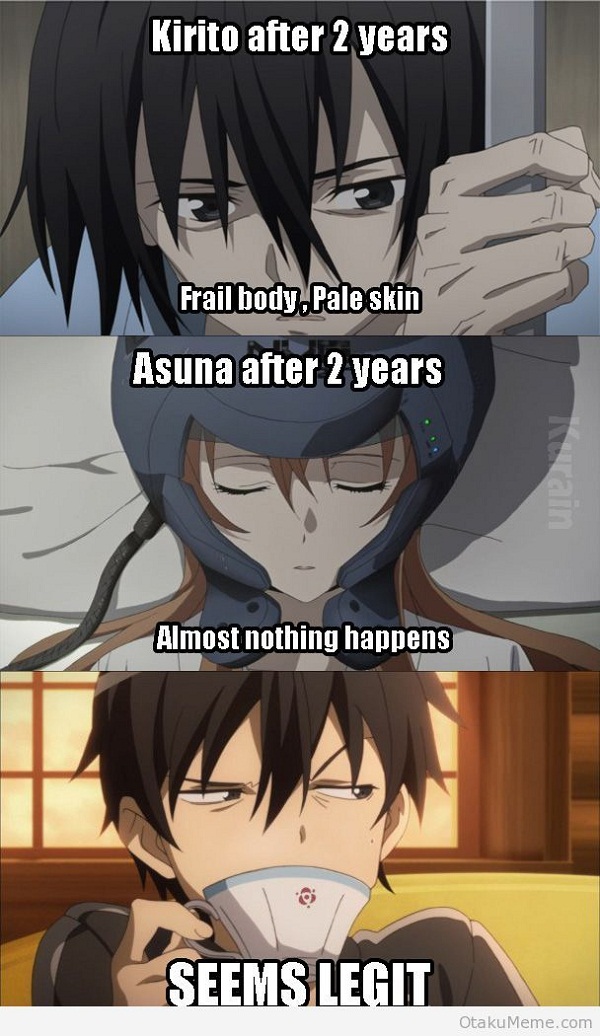 Kirito after 2 years
Frail body , Pale skin
Asuna after 2 years
Kurain
Almost nothing happens
SEEMS LEGIT
OtakuMeme.com